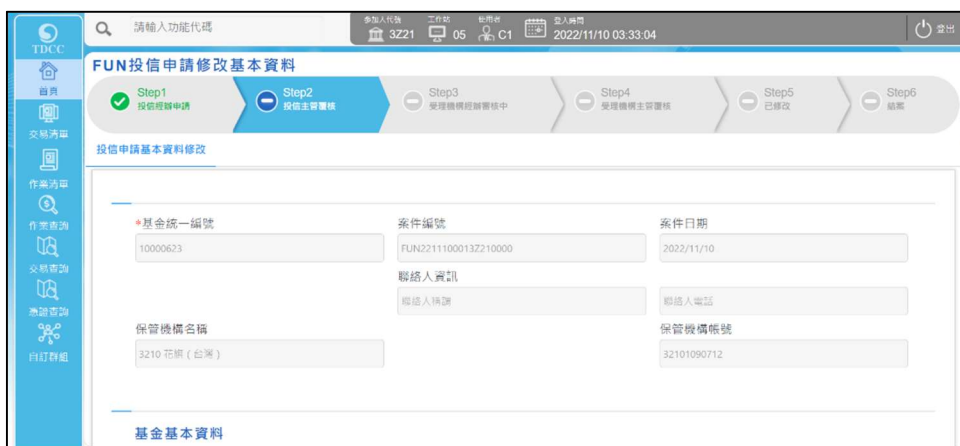 TDCC
首頁
交易清單
作業清單
作業查詢
交易查詢
憑證查詢
自訂群組
請輸入功能代碼
參加人代號 工作站 使用者 登入時間
3Z21 05 C1 2022/11/10 03:33:04
登出
FUN投信申請修改基本資料
Step1 Step2 Step3 Step4 Step5 Step6
投信經辦申請 投信主管覆核 受理機構經辦審核中 受理機構主管覆核 已修改 結案
投信申請基本資料修改
*基金統一編號 案件編號 案件日期
10000623 FUN2211100013Z210000 2022/11/10
聯絡人資訊
聯絡人稱謂 聯絡人電話
保管機構名稱 保管機構帳號
3210 花旗（台灣） 32101090712
基金基本資料